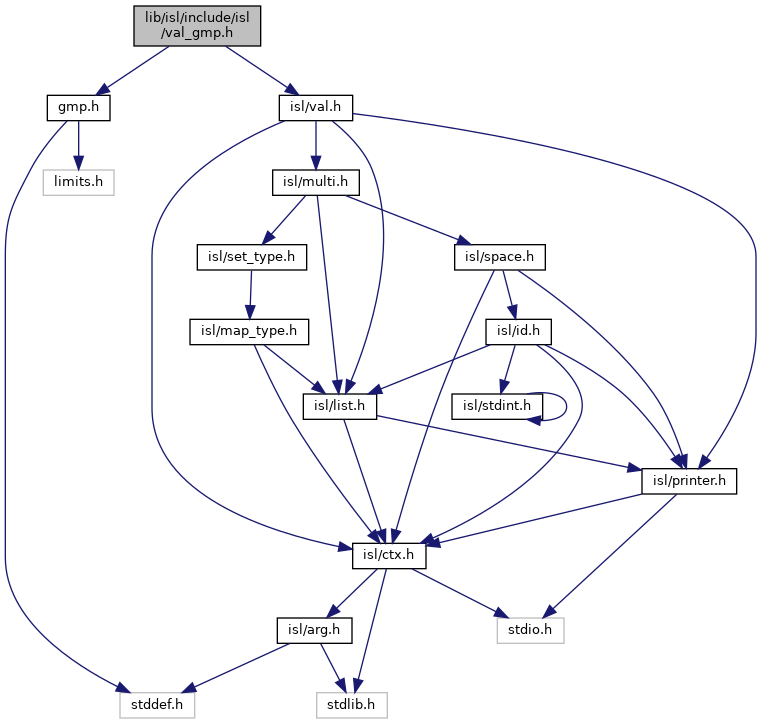 lib/isl/include/isl
/val_gmp.h
gmp.h
isl/val.h
limits.h
isl/multi.h
isl/set_type.h
isl/space.h
isl/map_type.h
isl/id.h
isl/list.h
isl/stdint.h
isl/printer.h
isl/ctx.h
isl/arg.h
stdio.h
stddef.h
stdlib.h